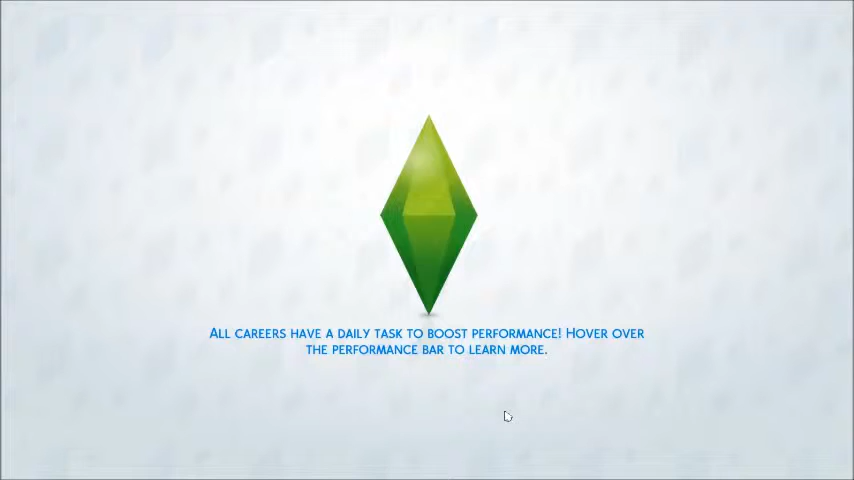 All careers have a daily task to boost performance! Hover over
the performance bar to learn more.